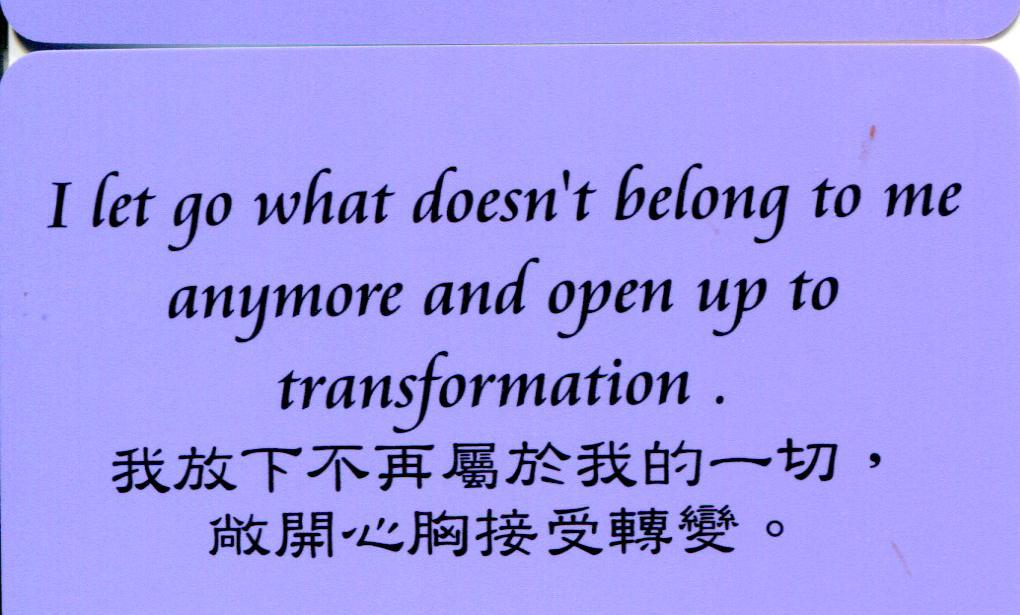 I let go what doesn't belong to me
anymore and open up to
transformation .
我放下不再屬於我的一切，
敞開心胸接受轉變。